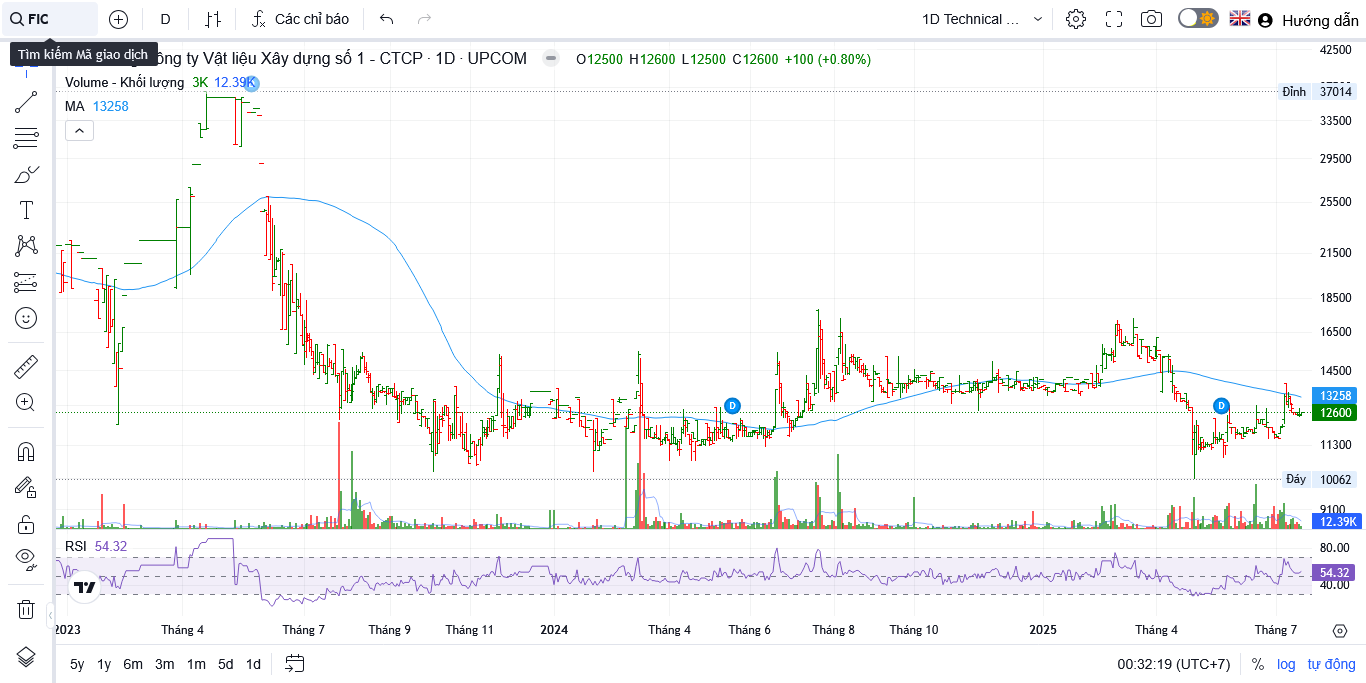 FIC
D
Các chỉ báo
1D Technical ...
Hướng dẫn
Tìm kiếm Mã giao dịch
ông ty Vật liệu Xây dựng số 1 - CTCP · 1D · UPCOM
O12500 H12600 L12500 C12600 +100 (+0.80%)
Volume - Khối lượng 3K 12.39K
MA 13258
42500
Đỉnh 37014
33500
29500
25500
21500
18500
16500
14500
13258
12600
11300
Đáy 10062
9100
12.39K
D
D
RSI 54.32
80.00
54.32
40.00
2023
Tháng 4
Tháng 7
Tháng 9
Tháng 11
2024
Tháng 4
Tháng 6
Tháng 8
Tháng 10
2025
Tháng 4
Tháng 7
5y 1y 6m 3m 1m 5d 1d
00:32:19 (UTC+7)
% log tự động